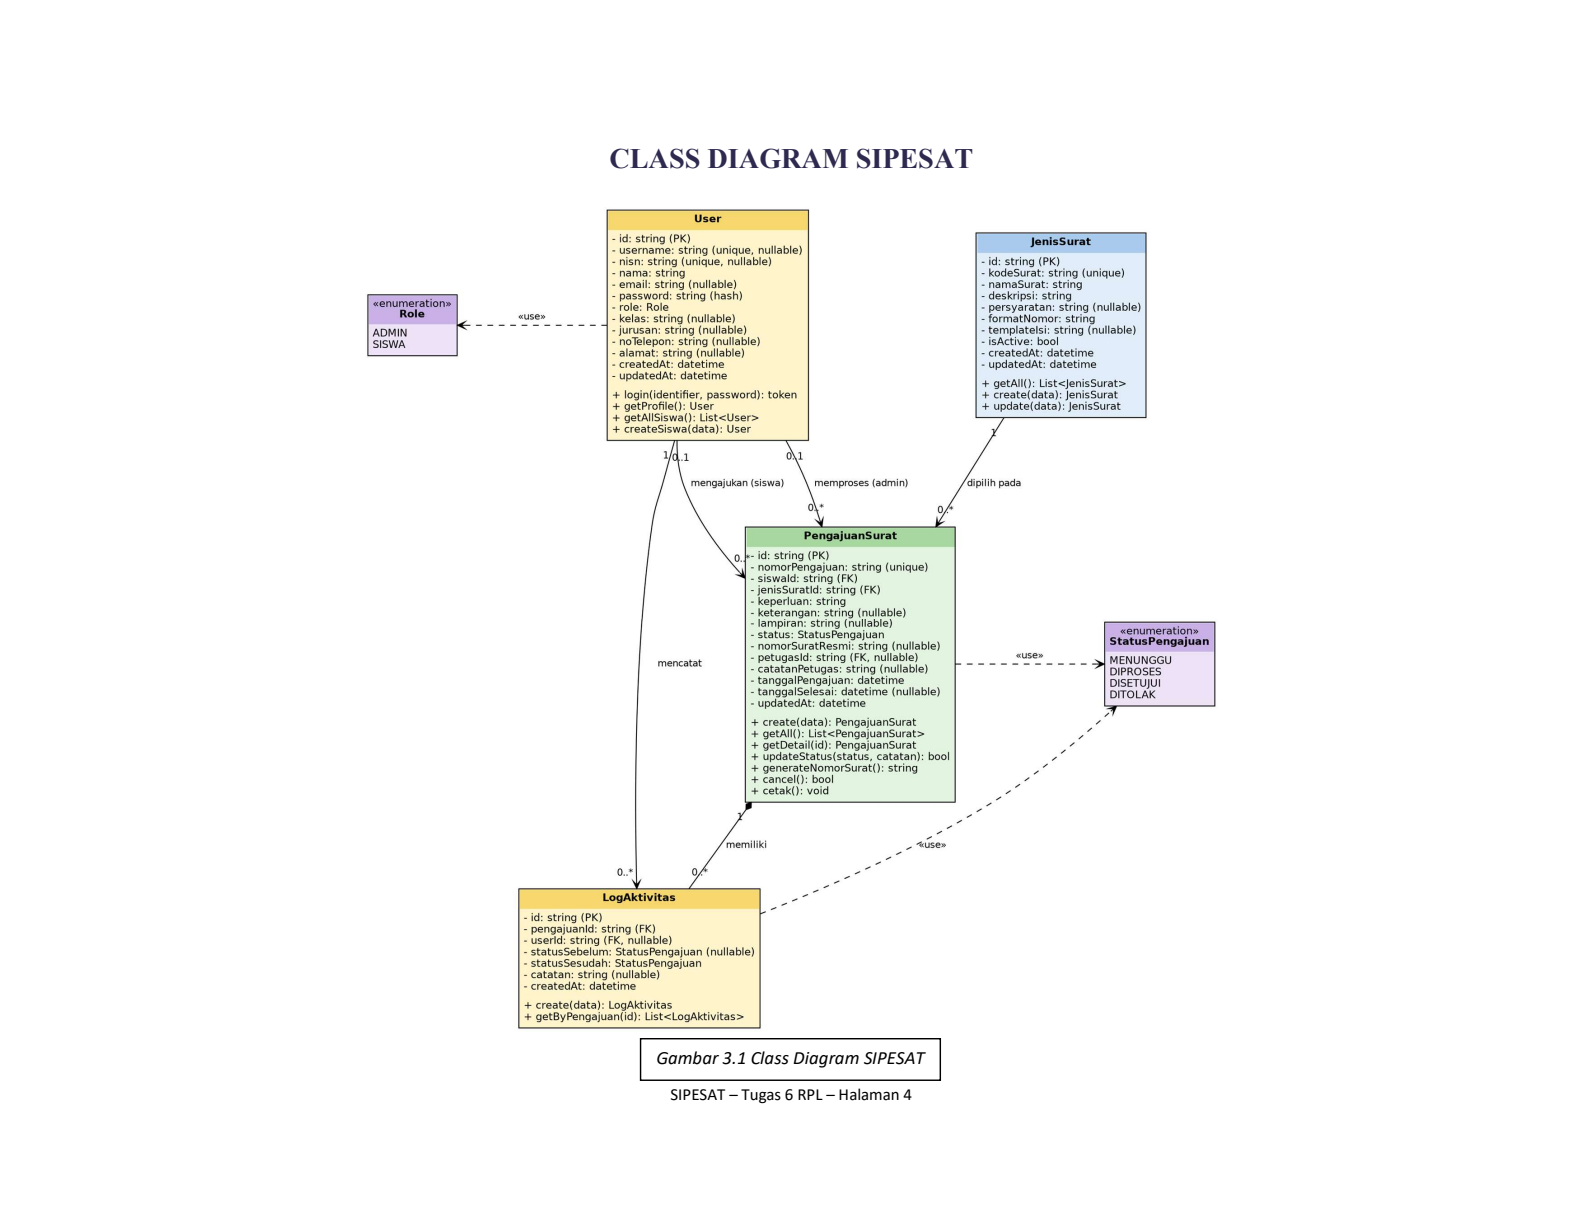 CLASS DIAGRAM SIPESAT
User
- id: string (PK)
- username: string (unique, nullable)
- nisn: string (unique, nullable)
- nama: string
- email: string (nullable)
- password: string (hash)
- role: Role
- kelas: string (nullable)
- jurusan: string (nullable)
- noTelepon: string (nullable)
- alamat: string (nullable)
- createdAt: datetime
- updatedAt: datetime
+ login(identifier, password): token
+ getProfile(): User
+ getAllSiswa(): List<User>
+ createSiswa(data): User
JenisSurat
- id: string (PK)
- kodeSurat: string (unique)
- namaSurat: string
- deskripsi: string
- persyaratan: string (nullable)
- formatNomor: string
- templateIsi: string (nullable)
- isActive: bool
- createdAt: datetime
- updatedAt: datetime
+ getAll(): List<JenisSurat>
+ create(data): JenisSurat
+ update(data): JenisSurat
«enumeration»
Role
ADMIN
SISWA
«use»
1
0..1
0..1
1
mengajukan (siswa)
memproses (admin)
dipilih pada
0..*
0..*
0..*
PengajuanSurat
- id: string (PK)
- nomorPengajuan: string (unique)
- siswaId: string (FK)
- jenisSuratId: string (FK)
- keperluan: string
- keterangan: string (nullable)
- lampiran: string (nullable)
- status: StatusPengajuan
- nomorSuratResmi: string (nullable)
- petugasId: string (FK, nullable)
- catatanPetugas: string (nullable)
- tanggalPengajuan: datetime
- tanggalSelesai: datetime (nullable)
- updatedAt: datetime
+ create(data): PengajuanSurat
+ getAll(): List<PengajuanSurat>
+ getDetail(id): PengajuanSurat
+ updateStatus(status, catatan): bool
+ generateNomorSurat(): string
+ cancel(): bool
+ cetak(): void
«use»
«enumeration»
StatusPengajuan
MENUNGGU
DIPROSES
DISETUJUI
DITOLAK
mencatat
1
memiliki
«use»
0..*
0..*
LogAktivitas
- id: string (PK)
- pengajuanId: string (FK)
- userId: string (FK, nullable)
- statusSebelum: StatusPengajuan (nullable)
- statusSesudah: StatusPengajuan
- catatan: string (nullable)
- createdAt: datetime
+ create(data): LogAktivitas
+ getByPengajuan(id): List<LogAktivitas>
Gambar 3.1 Class Diagram SIPESAT
SIPESAT – Tugas 6 RPL – Halaman 4